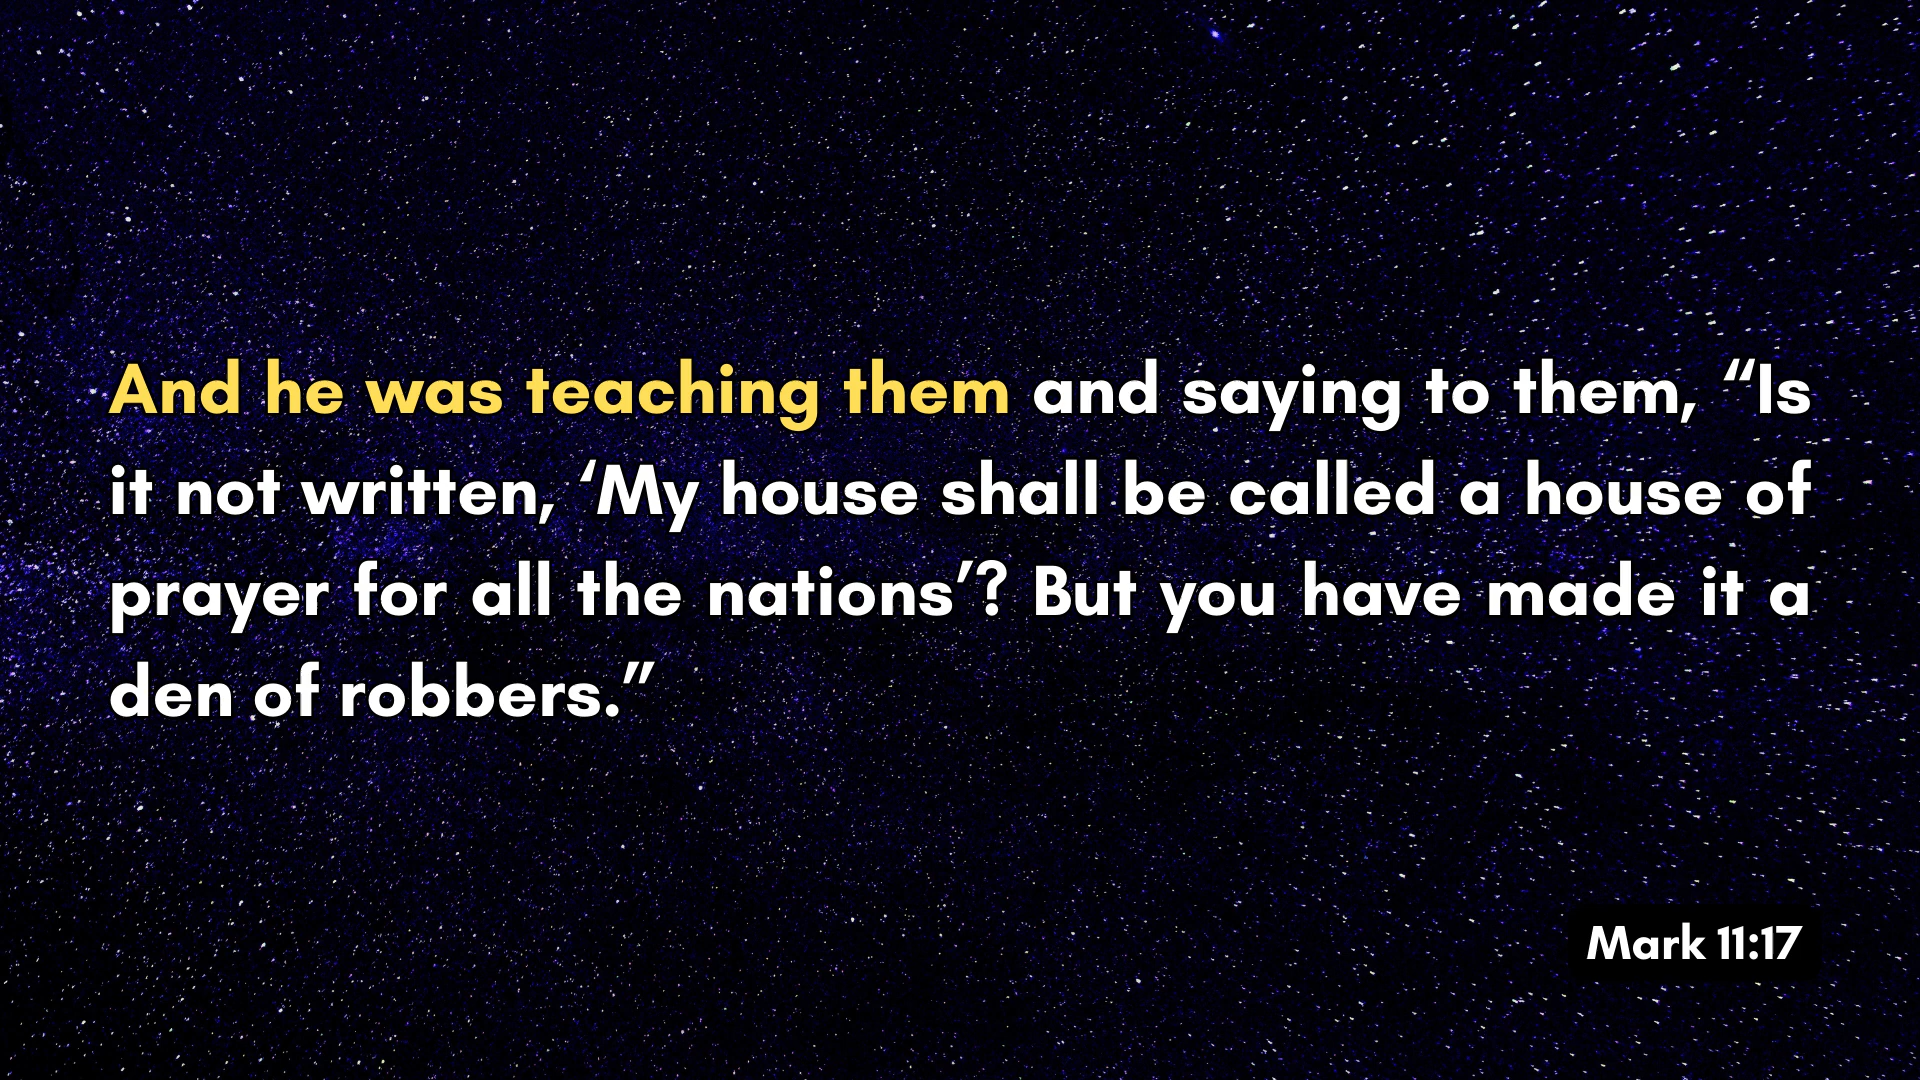 And he was teaching them and saying to them, “Is
it not written, ‘My house shall be called a house of
prayer for all the nations’? But you have made it a
den of robbers.”
Mark 11:17